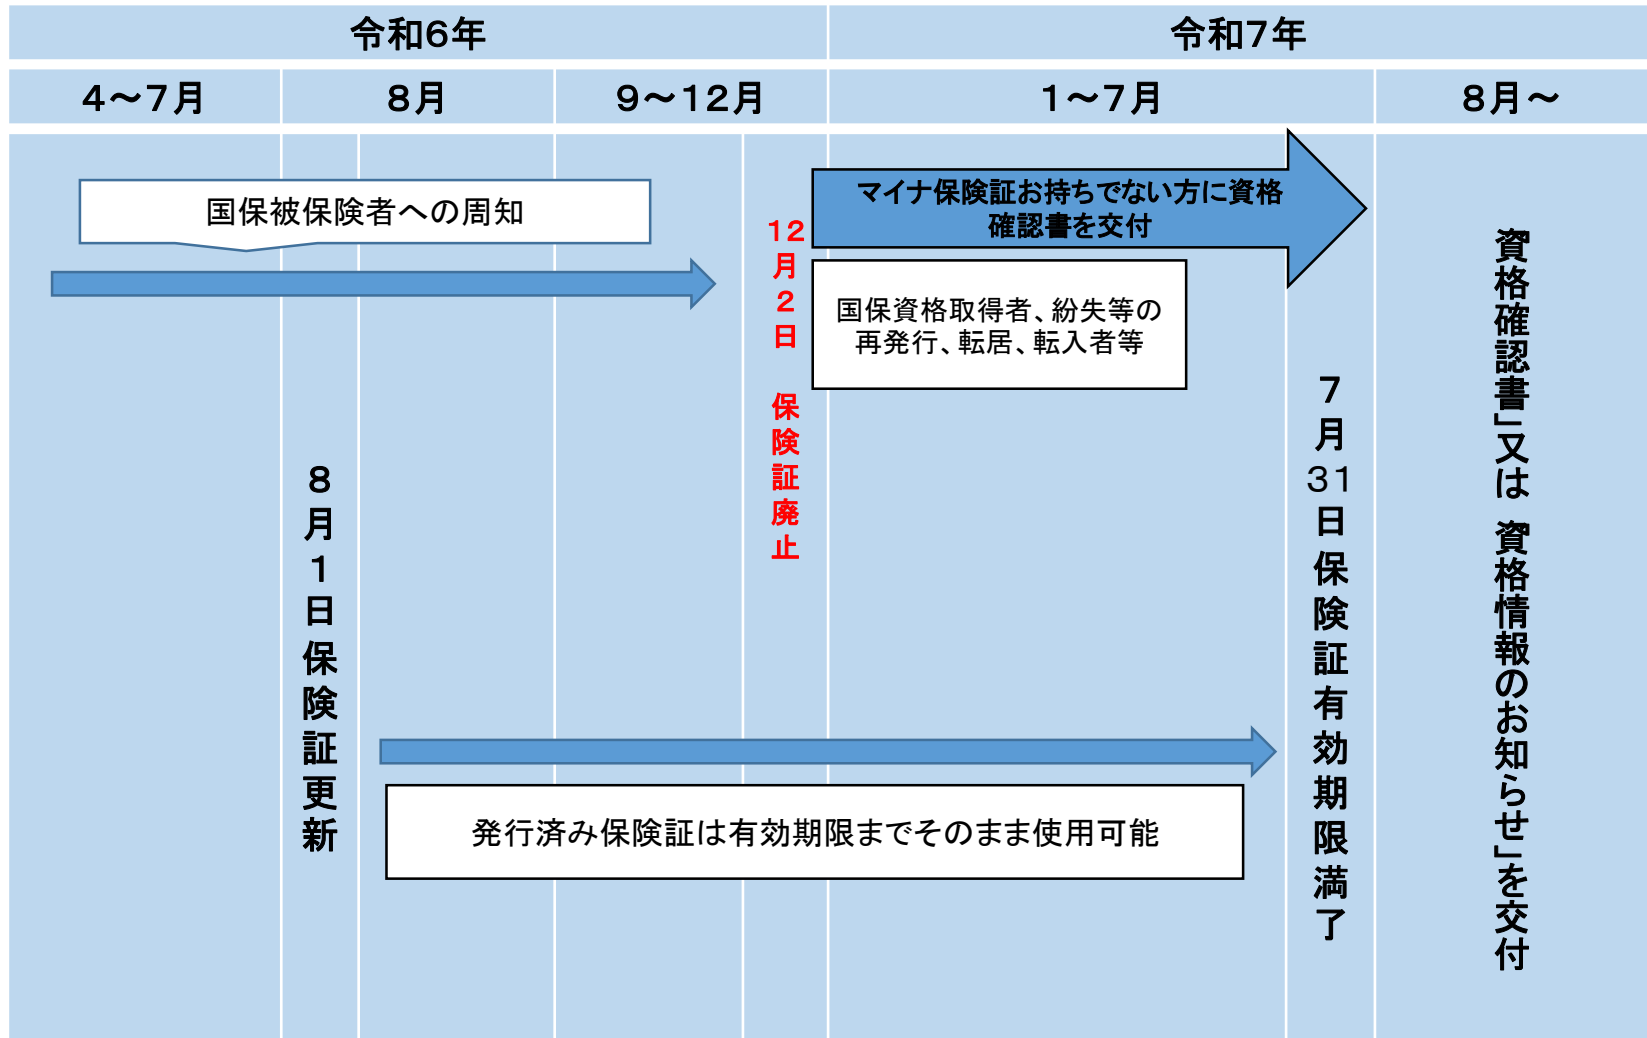 令和6年
令和7年
4～7月
8月
9～12月
1～7月
8月～
国保被保険者への周知
8月1日保険証更新
12月2日 保険証廃止
マイナ保険証お持ちでない方に資格
確認書を交付
国保資格取得者、紛失等の
再発行、転居、転入者等
発行済み保険証は有効期限までそのまま使用可能
7月31日保険証有効期限満了
「資格確認書」又は「資格情報のお知らせ」を交付